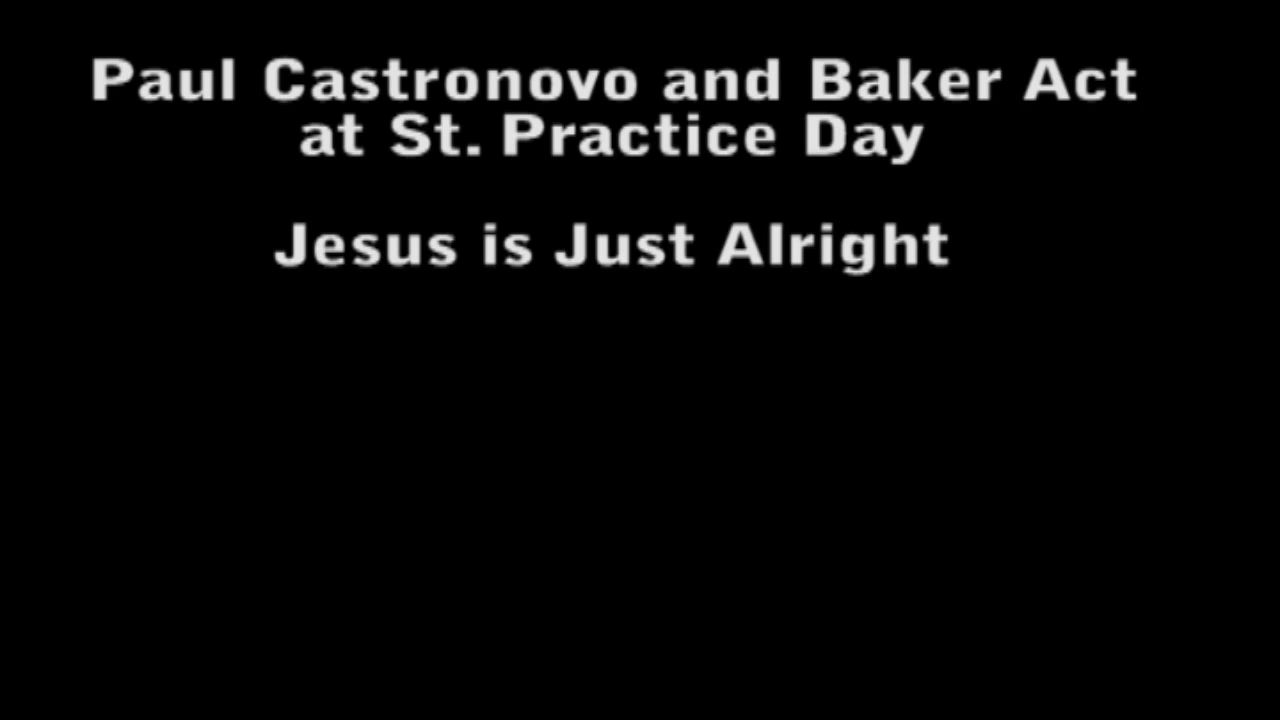 Paul Castronovo and Baker Act
at St. Practice Day
Jesus is Just Alright